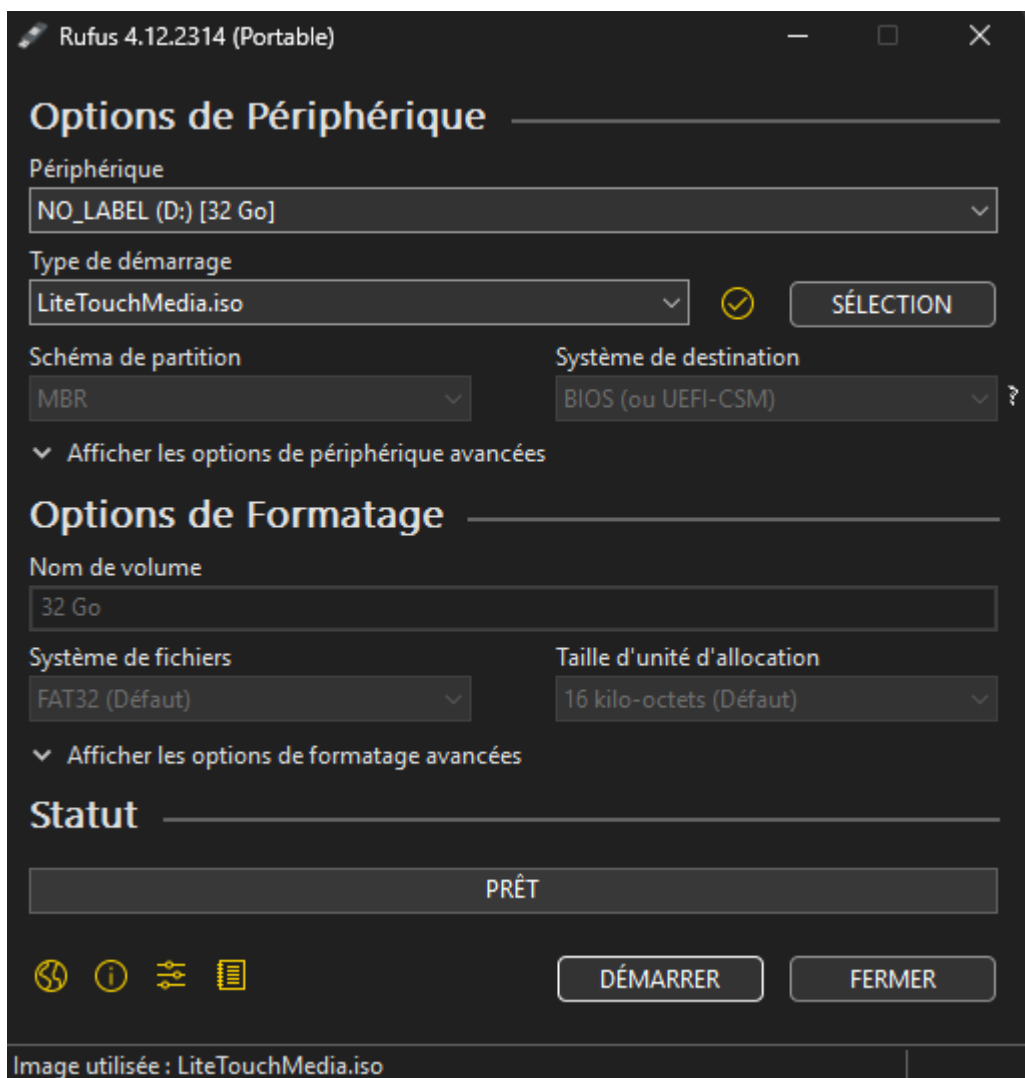 Rufus 4.12.2314 (Portable)
Options de Périphérique
Périphérique
NO_LABEL (D:) [32 Go]
Type de démarrage
LiteTouchMedia.iso
SÉLECTION
Schéma de partition
Système de destination
MBR
BIOS (ou UEFI-CSM)
?
Afficher les options de périphérique avancées
Options de Formatage
Nom de volume
32 Go
Système de fichiers
Taille d'unité d'allocation
FAT32 (Défaut)
16 kilo-octets (Défaut)
Afficher les options de formatage avancées
Statut
PRÊT
DÉMARRER
FERMER
Image utilisée : LiteTouchMedia.iso